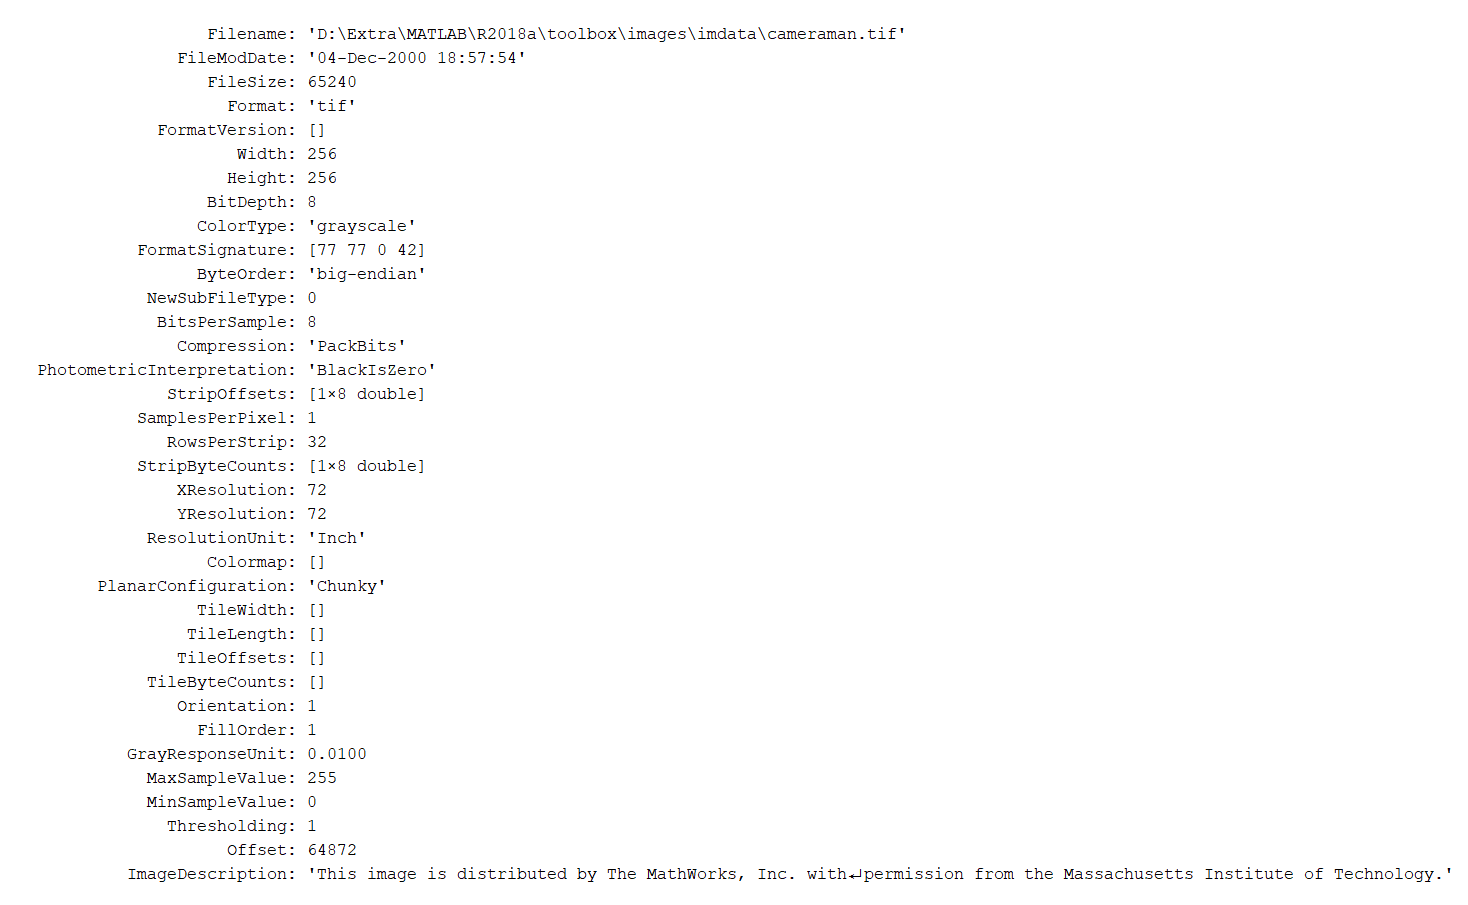 Filename: 'D:\Extra\MATLAB\R2018a\toolbox\images\imdata\cameraman.tif'
FileModDate: '04-Dec-2000 18:57:54'
FileSize: 65240
Format: 'tif'
FormatVersion: []
Width: 256
Height: 256
BitDepth: 8
ColorType: 'grayscale'
FormatSignature: [77 77 0 42]
ByteOrder: 'big-endian'
NewSubFileType: 0
BitsPerSample: 8
Compression: 'PackBits'
PhotometricInterpretation: 'BlackIsZero'
StripOffsets: [1×8 double]
SamplesPerPixel: 1
RowsPerStrip: 32
StripByteCounts: [1×8 double]
XResolution: 72
YResolution: 72
ResolutionUnit: 'Inch'
Colormap: []
PlanarConfiguration: 'Chunky'
TileWidth: []
TileLength: []
TileOffsets: []
TileByteCounts: []
Orientation: 1
FillOrder: 1
GrayResponseUnit: 0.0100
MaxSampleValue: 255
MinSampleValue: 0
Thresholding: 1
Offset: 64872
ImageDescription: 'This image is distributed by The MathWorks, Inc. with↵permission from the Massachusetts Institute of Technology.'